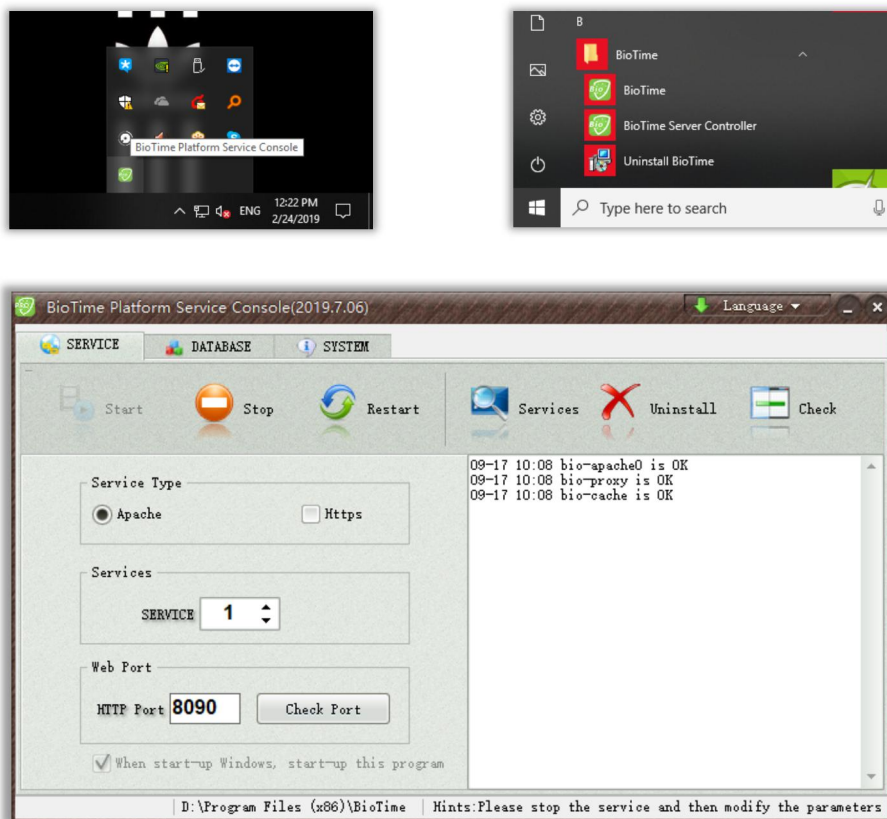 BioTime Platform Service Console
ENG
12:22 PM
2/24/2019
B
BioTime
BioTime
BioTime Server Controller
Uninstall BioTime
Type here to search
BioTime Platform Service Console(2019.7.06)
Language
SERVICE
DATABASE
SYSTEM
Start
Stop
Restart
Services
Uninstall
Check
Service Type
Apache
Https
Services
SERVICE 1
Web Port
HTTP Port 8090
Check Port
When start-up Windows, start-up this program
09-17 10:08 bio-apache0 is OK
09-17 10:08 bio-proxy is OK
09-17 10:08 bio-cache is OK
D:\Program Files (x86)\BioTime
Hints:Please stop the service and then modify the parameters